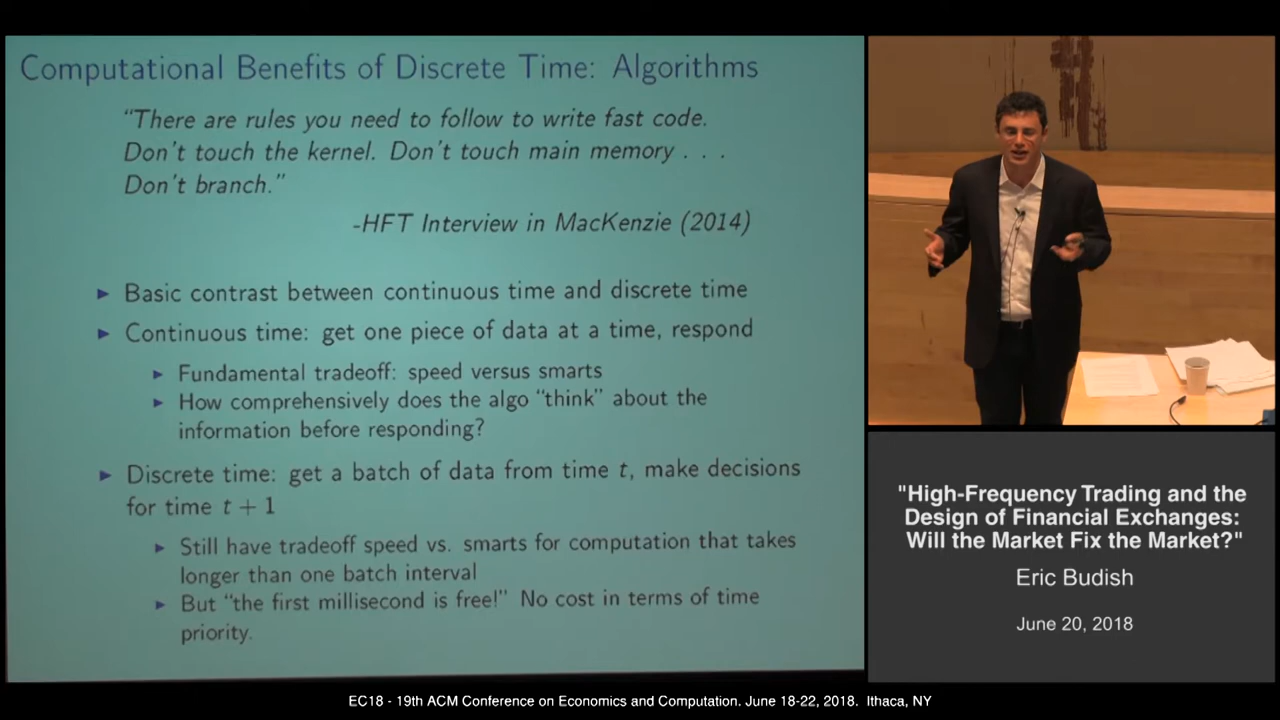 Computational Benefits of Discrete Time: Algorithms
“There are rules you need to follow to write fast code.
Don’t touch the kernel. Don’t touch main memory . . .
Don’t branch.”
-HFT Interview in MacKenzie (2014)
▶ Basic contrast between continuous time and discrete time
▶ Continuous time: get one piece of data at a time, respond
▶ Fundamental tradeoff: speed versus smarts
▶ How comprehensively does the algo “think” about the
information before responding?
▶ Discrete time: get a batch of data from time t, make decisions
for time t + 1
▶ Still have tradeoff speed vs. smarts for computation that takes
longer than one batch interval
▶ But “the first millisecond is free!” No cost in terms of time
priority.
"High-Frequency Trading and the
Design of Financial Exchanges:
Will the Market Fix the Market?"
Eric Budish
June 20, 2018
EC18 - 19th ACM Conference on Economics and Computation. June 18-22, 2018. Ithaca, NY